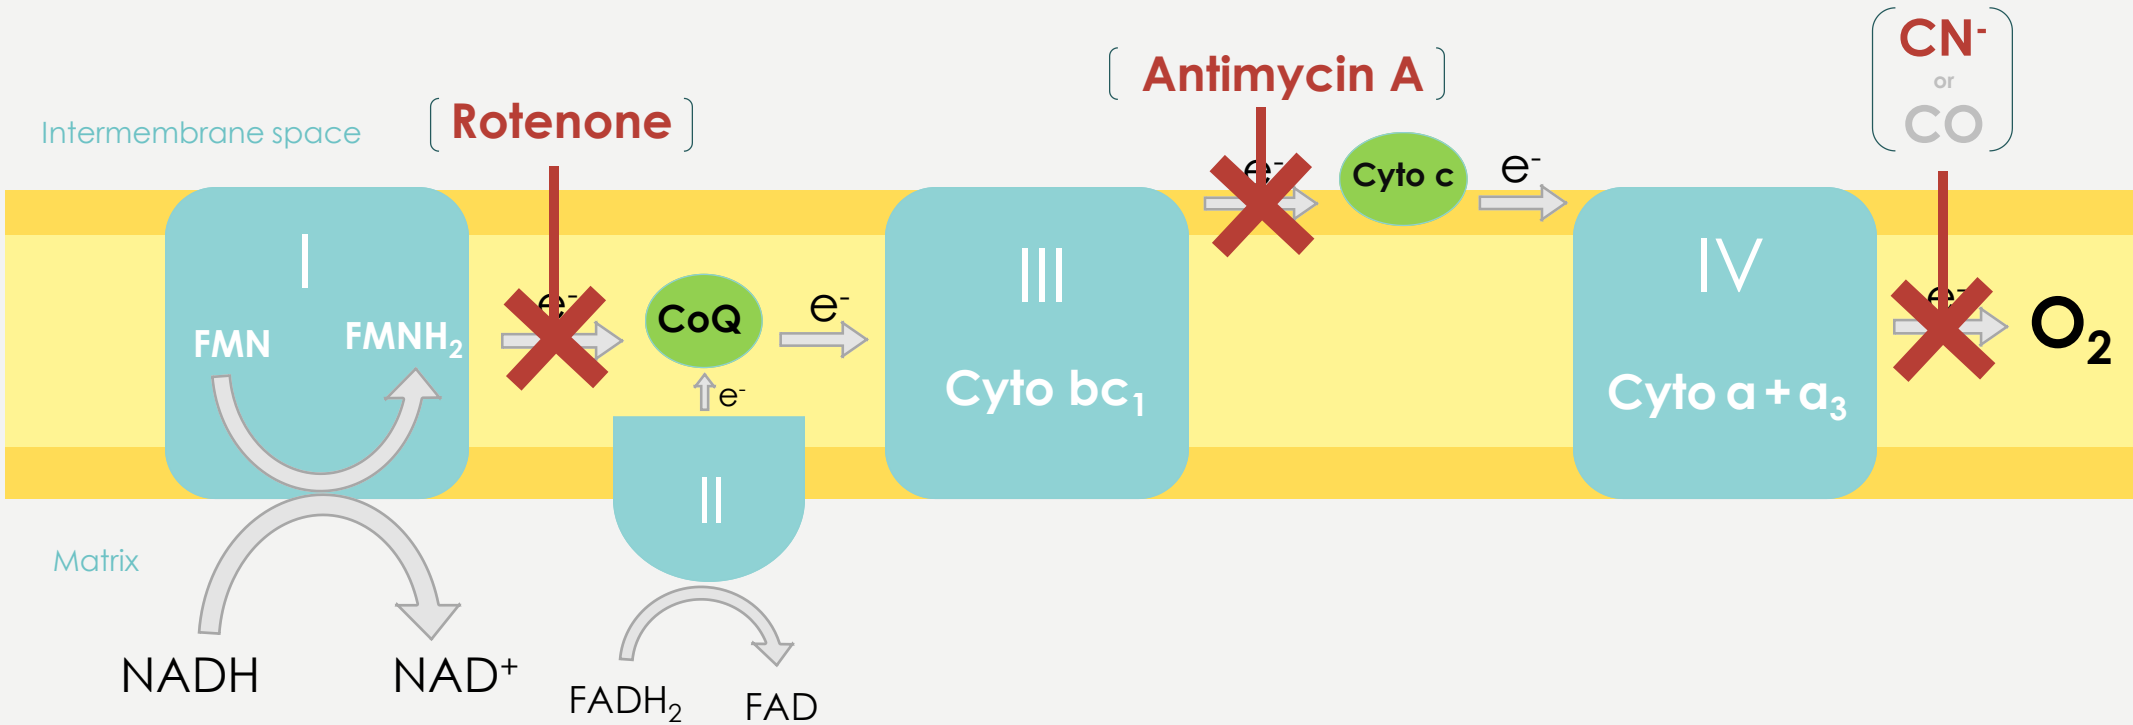 CN⁻
or
CO
Antimycin A
Rotenone
Intermembrane space
e⁻
Cyto c
e⁻
I
FMN
FMNH₂
e⁻
CoQ
e⁻
e⁻
III
Cyto bc₁
IV
Cyto a + a₃
e⁻
O₂
II
Matrix
NADH
NAD⁺
FADH₂
FAD